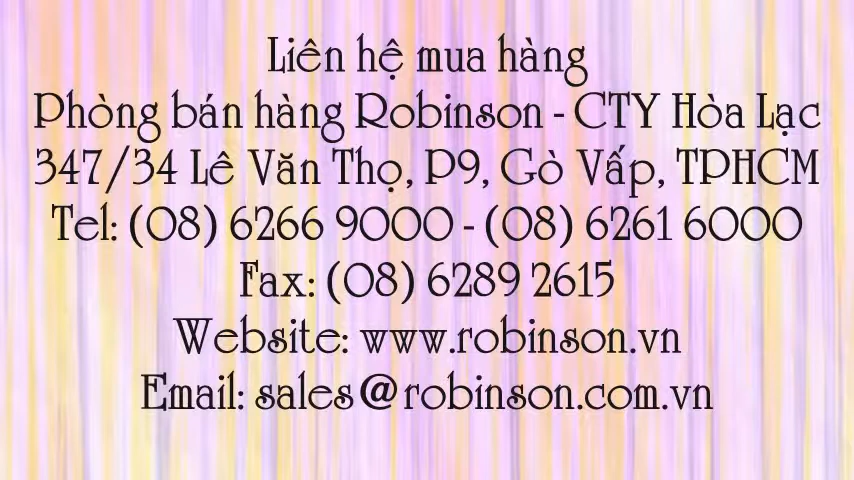 Liên hệ mua hàng
Phòng bán hàng Robinson - CTY Hòa Lạc
347/34 Lê Văn Thọ, P9, Gò Vấp, TPHCM
Tel: (08) 6266 9000 - (08) 6261 6000
Fax: (08) 6289 2615
Website: www.robinson.vn
Email: sales@robinson.com.vn